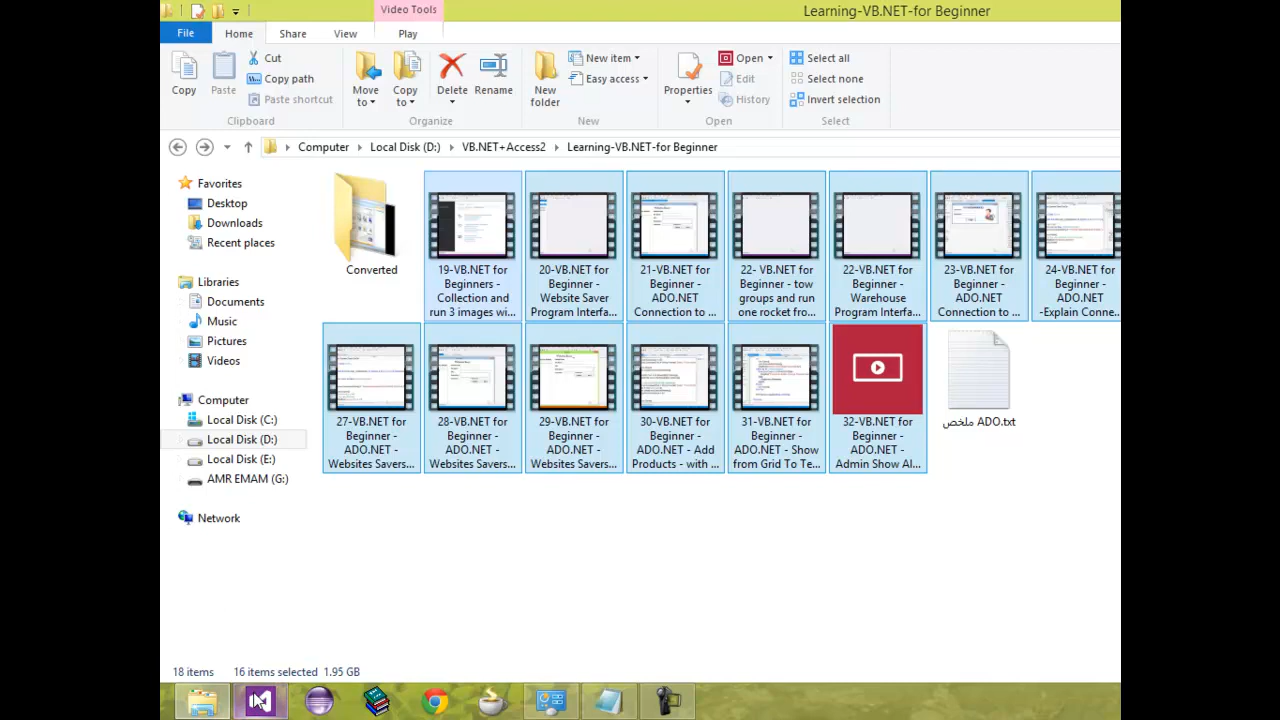 Video Tools
Learning-VB.NET-for Beginner
File
Home
Share
View
Play
Copy
Paste
Cut
Copy path
Paste shortcut
Clipboard
Move to
Copy to
Delete
Rename
Organize
New folder
New item
Easy access
New
Properties
Open
Edit
History
Open
Select all
Select none
Invert selection
Select
Computer
Local Disk (D:)
VB.NET+Access2
Learning-VB.NET-for Beginner
Favorites
Desktop
Downloads
Recent places
Libraries
Documents
Music
Pictures
Videos
Computer
Local Disk (C:)
Local Disk (D:)
Local Disk (E:)
AMR EMAM (G:)
Network
Converted
19-VB.NET for
Beginners -
Collection and
run 3 images wi...
20-VB.NET for
Beginner -
Website Saver
Program Interfa...
21-VB.NET for
Beginner -
ADO.NET
Connection to ...
22- VB.NET for
Beginner - tow
groups and run
one rocket fro...
22-VB.NET for
Beginner -
Warehouse
Program Interfa...
23-VB.NET for
Beginner -
ADO.NET
Connection to ...
24-VB.NET for
Beginner -
ADO.NET
-Explain Conne...
27-VB.NET for
Beginner -
ADO.NET -
Websites Savers...
28-VB.NET for
Beginner -
ADO.NET -
Websites Savers...
29-VB.NET for
Beginner -
ADO.NET -
Websites Savers...
30-VB.NET for
Beginner -
ADO.NET - Add
Products - with ...
31-VB.NET for
Beginner -
ADO.NET - Show
from Grid To Te...
32-VB.NET for
Beginner -
ADO.NET -
Admin Show Al...
ملخص ADO.txt
18 items
16 items selected 1.95 GB